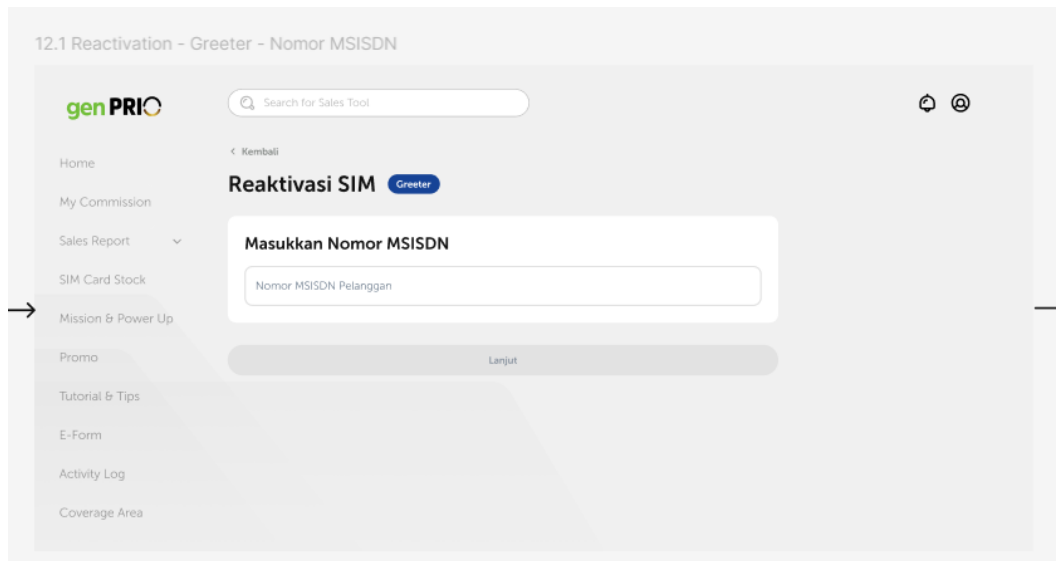 12.1 Reactivation - Greeter - Nomor MSISDN
gen PRIO
Search for Sales Tool
Home
My Commission
Sales Report
SIM Card Stock
Mission & Power Up
Promo
Tutorial & Tips
E-Form
Activity Log
Coverage Area
< Kembali
Reaktivasi SIM Greeter
Masukkan Nomor MSISDN
Nomor MSISDN Pelanggan
Lanjut